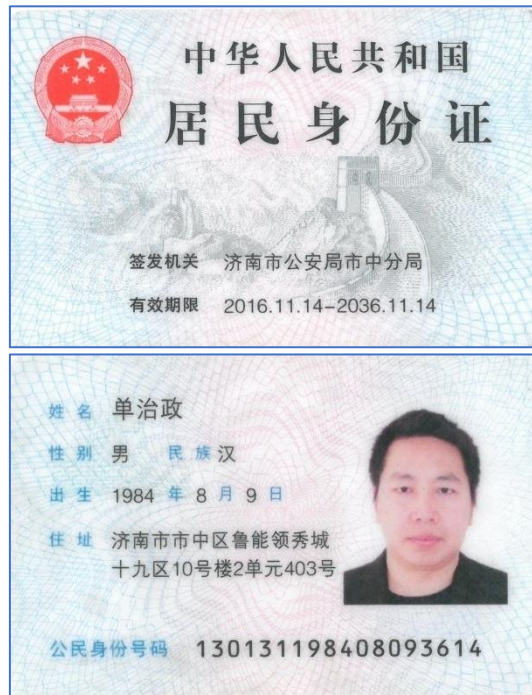 中华人民共和国
居民身份证
签发机关 济南市公安局市中分局
有效期限 2016.11.14-2036.11.14
姓名 单治政
性别 男 民族 汉
出生 1984 年 8 月 9 日
住址 济南市市中区鲁能领秀城
十九区10号楼2单元403号
公民身份号码 130131198408093614